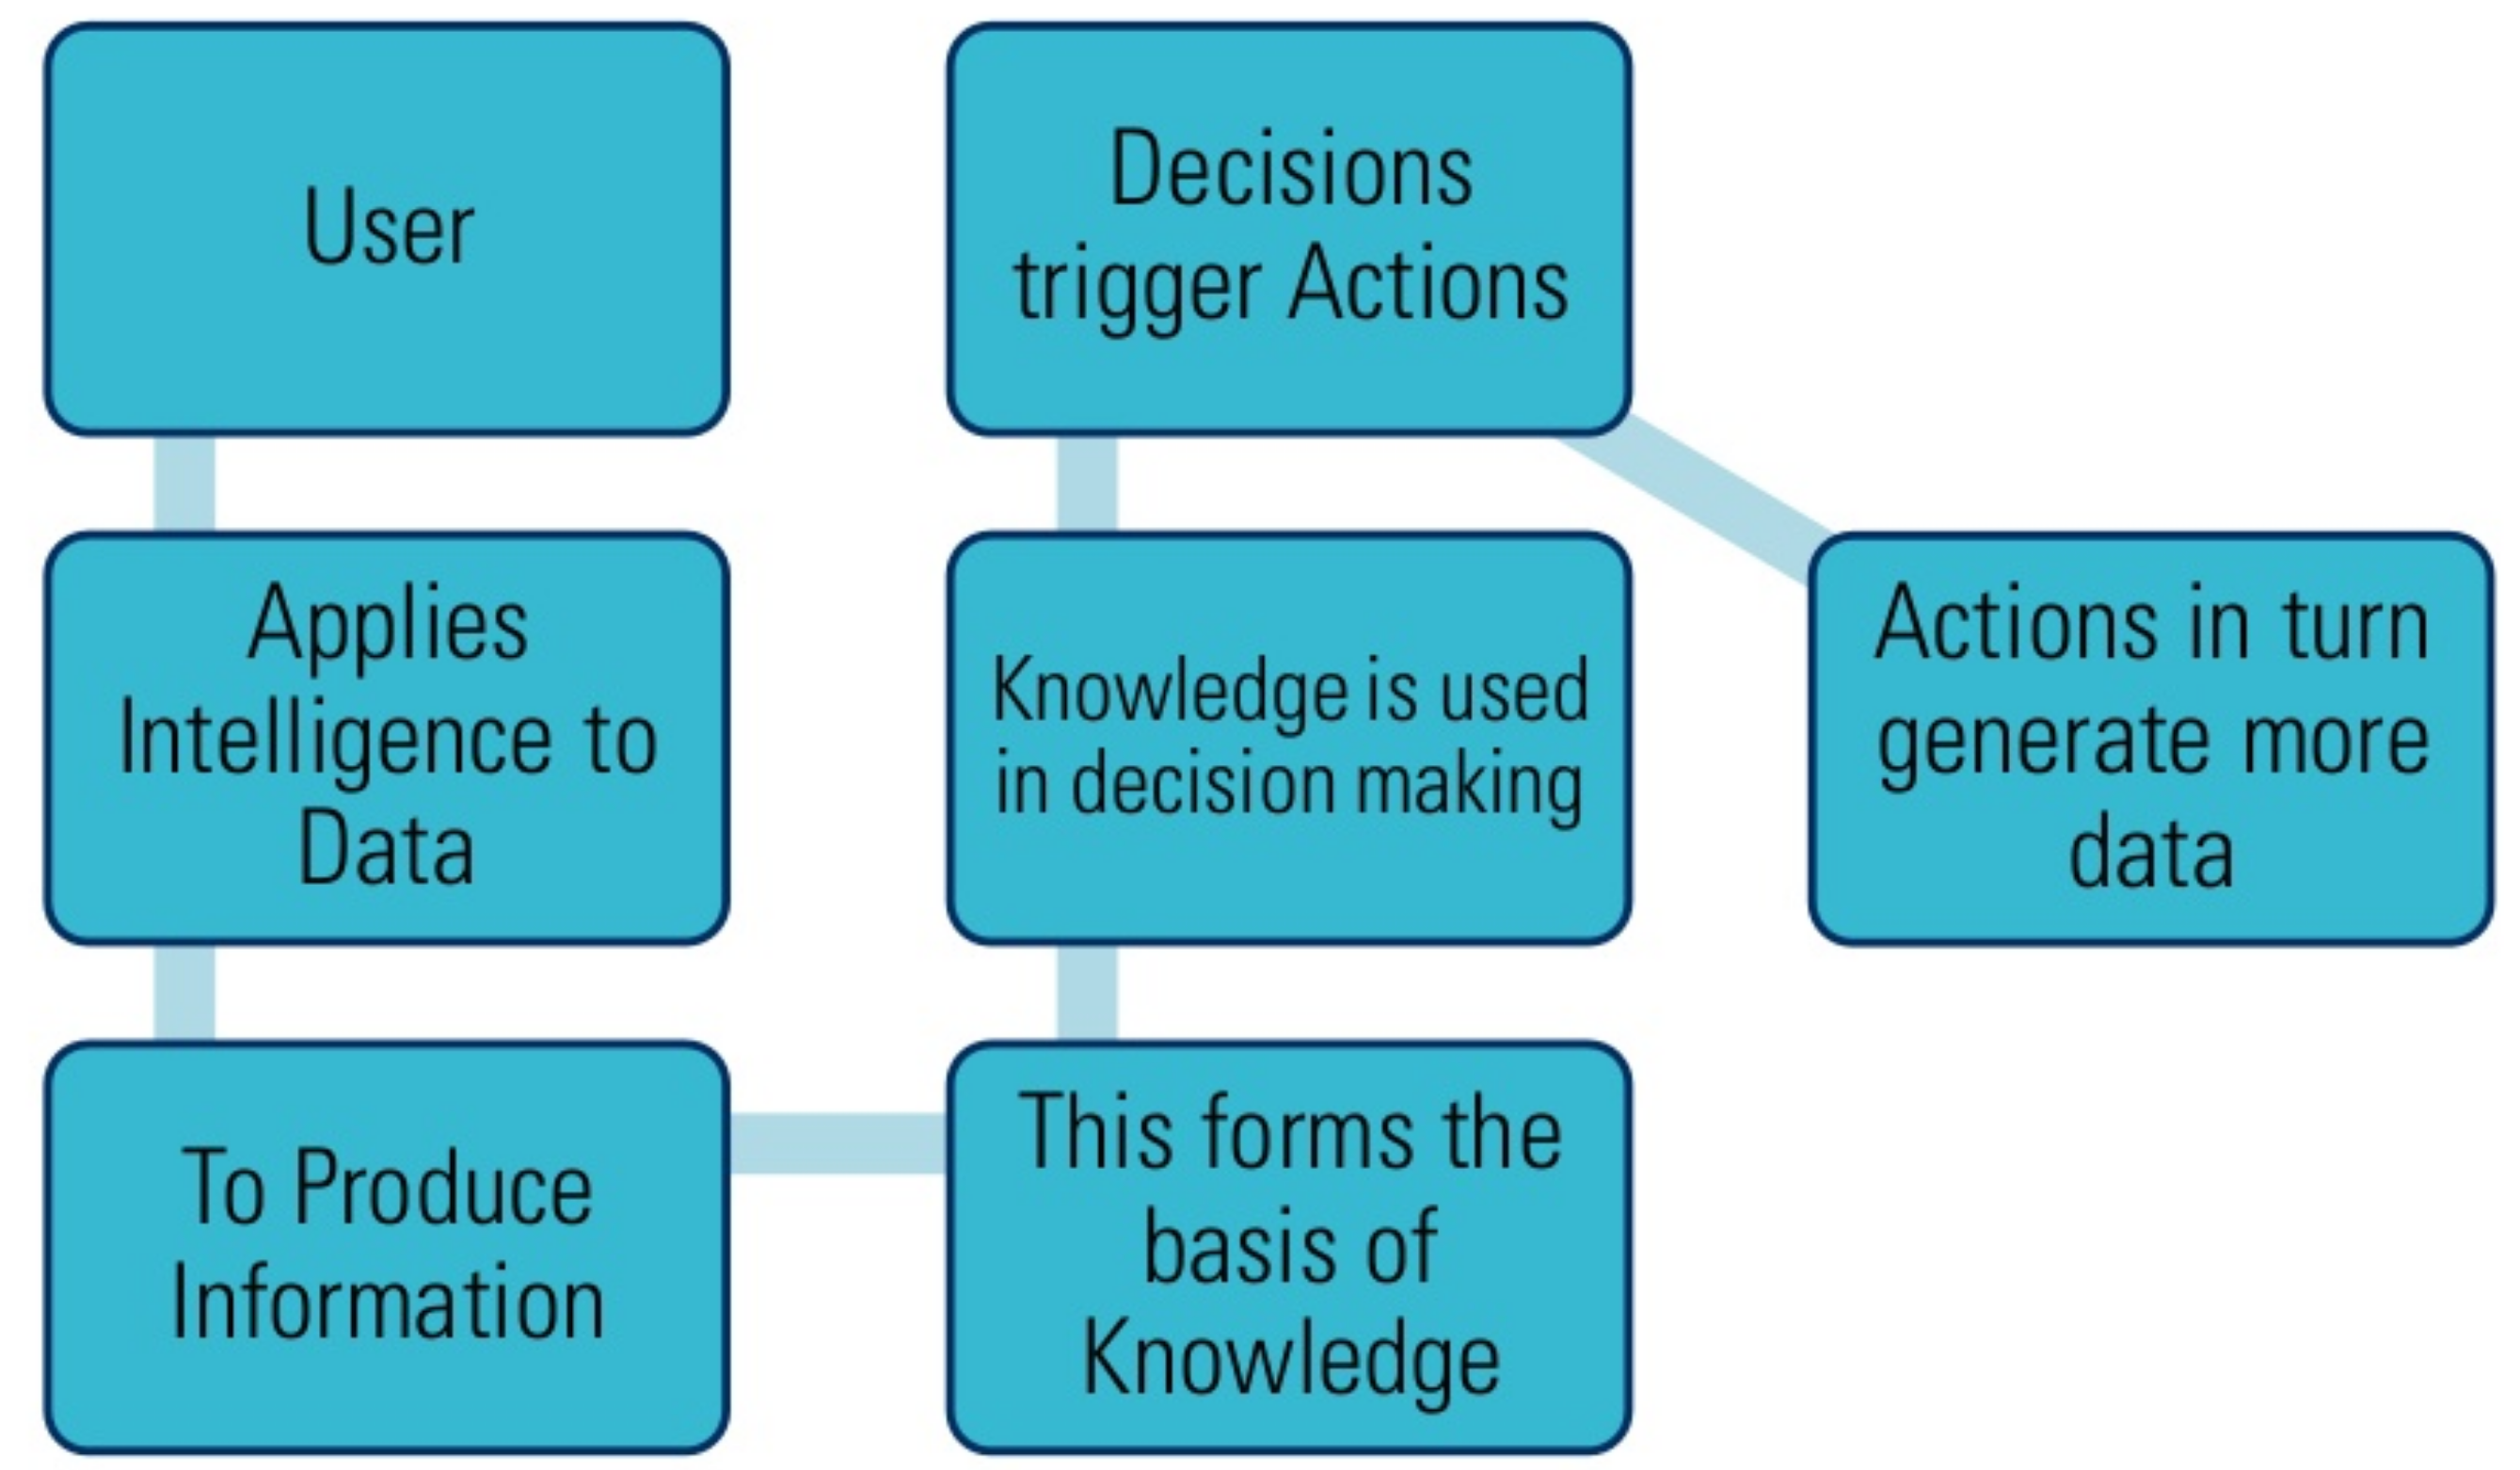 User
Applies
Intelligence to
Data
To Produce
Information
This forms the
basis of
Knowledge
Knowledge is used
in decision making
Decisions
trigger Actions
Actions in turn
generate more
data